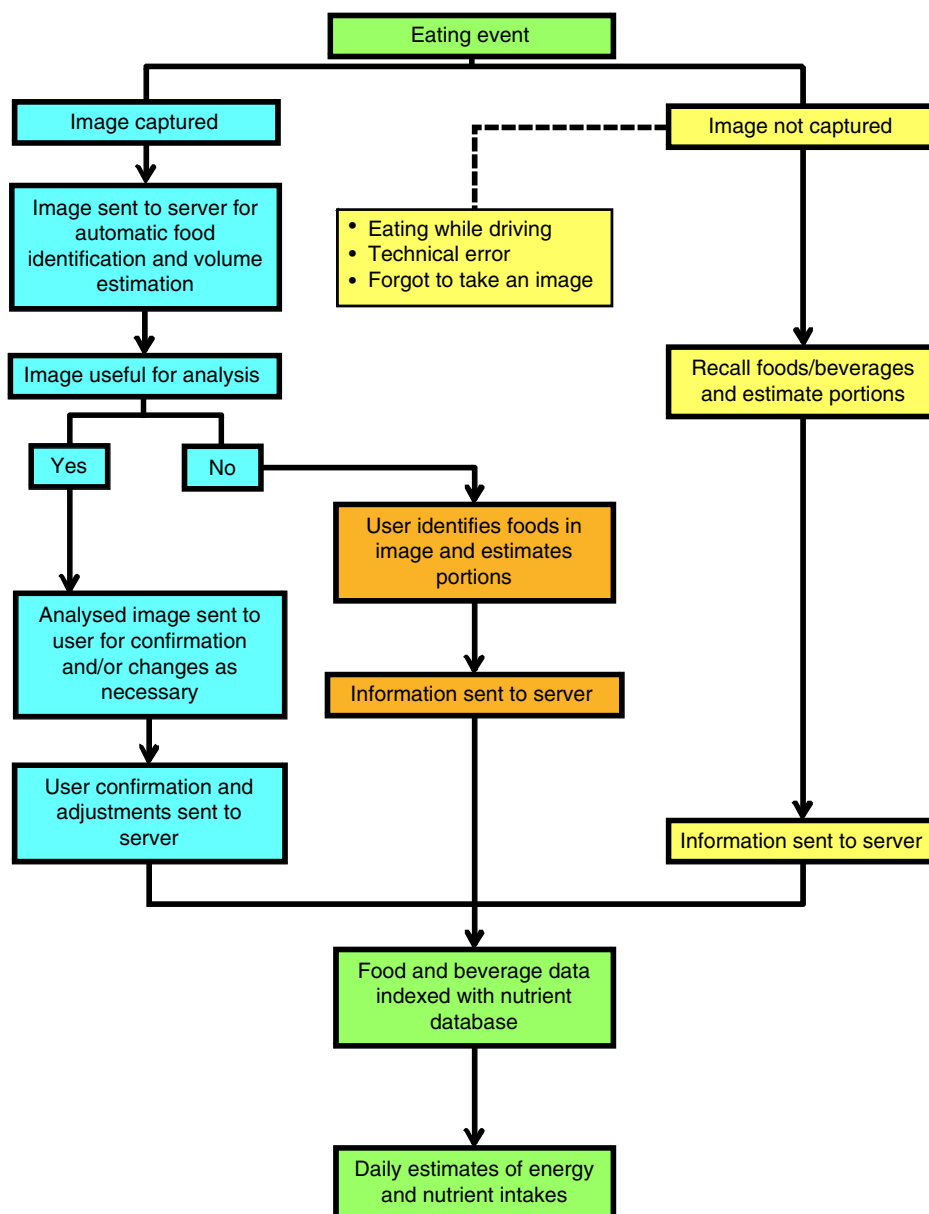 Eating event
Image captured
Image not captured
Image sent to server for
automatic food
identification and volume
estimation
• Eating while driving
• Technical error
• Forgot to take an image
Image useful for analysis
Recall foods/beverages
and estimate portions
Yes
No
User identifies foods in
image and estimates
portions
Analysed image sent to
user for confirmation
and/or changes as
necessary
Information sent to server
User confirmation and
adjustments sent to
server
Information sent to server
Food and beverage data
indexed with nutrient
database
Daily estimates of energy
and nutrient intakes